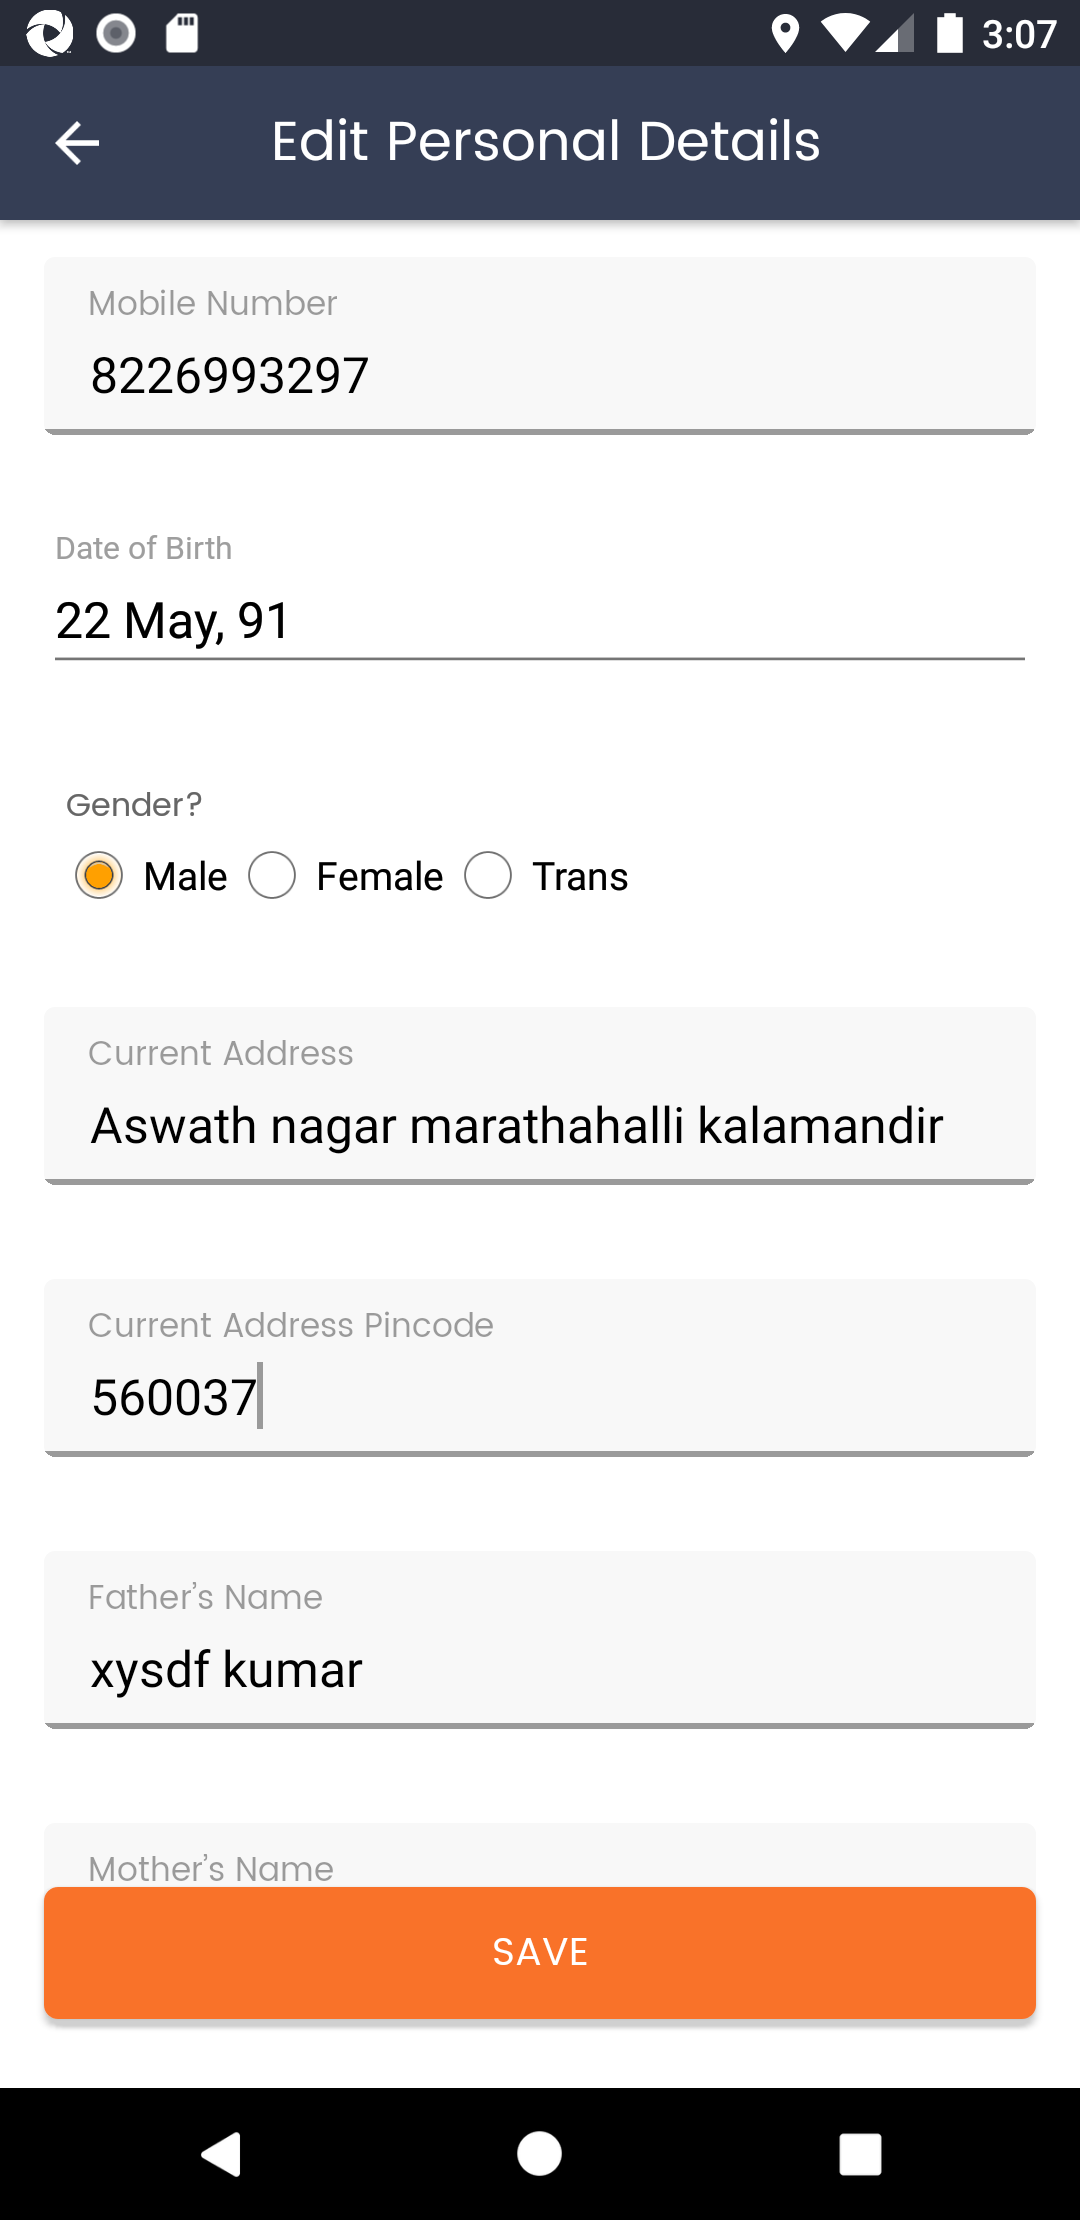 3:07
Edit Personal Details
Mobile Number
8226993297
Date of Birth
22 May, 91
Gender?
Male Female Trans
Current Address
Aswath nagar marathahalli kalamandir
Current Address Pincode
560037
Father's Name
xysdf kumar
Mother's Name
SAVE